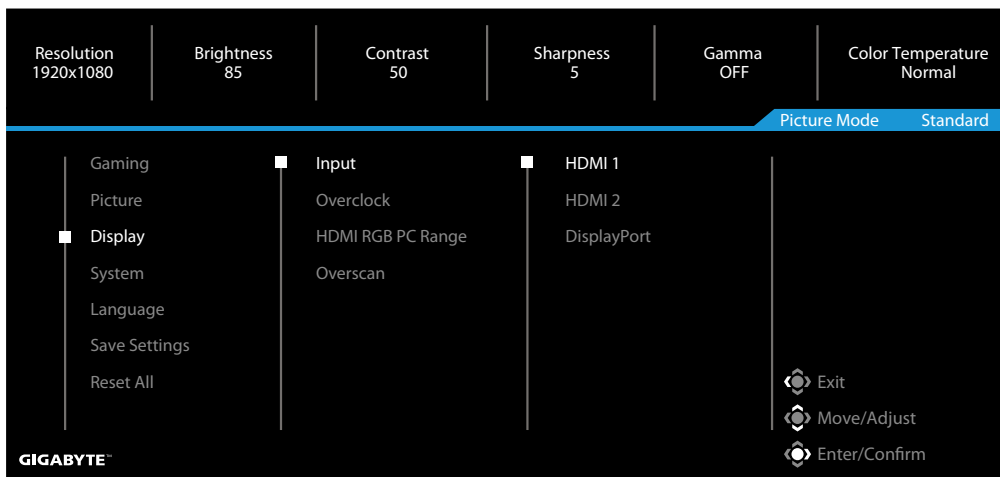 Resolution
1920x1080
Brightness
85
Contrast
50
Sharpness
5
Gamma
OFF
Color Temperature
Normal
Picture Mode Standard
Gaming
Picture
Display
System
Language
Save Settings
Reset All
Input
Overclock
HDMI RGB PC Range
Overscan
HDMI 1
HDMI 2
DisplayPort
Exit
Move/Adjust
Enter/Confirm
GIGABYTE™